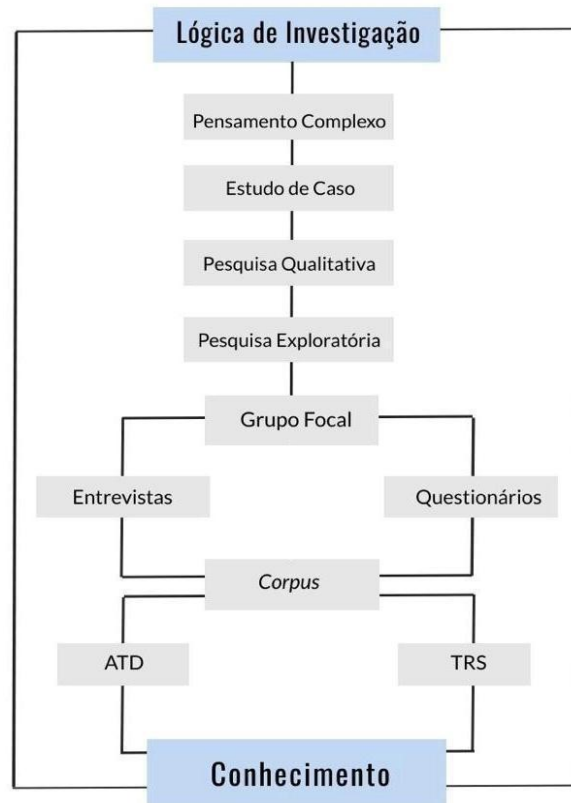 Lógica de Investigação
Pensamento Complexo
Estudo de Caso
Pesquisa Qualitativa
Pesquisa Exploratória
Grupo Focal
Entrevistas
Questionários
Corpus
ATD
TRS
Conhecimento